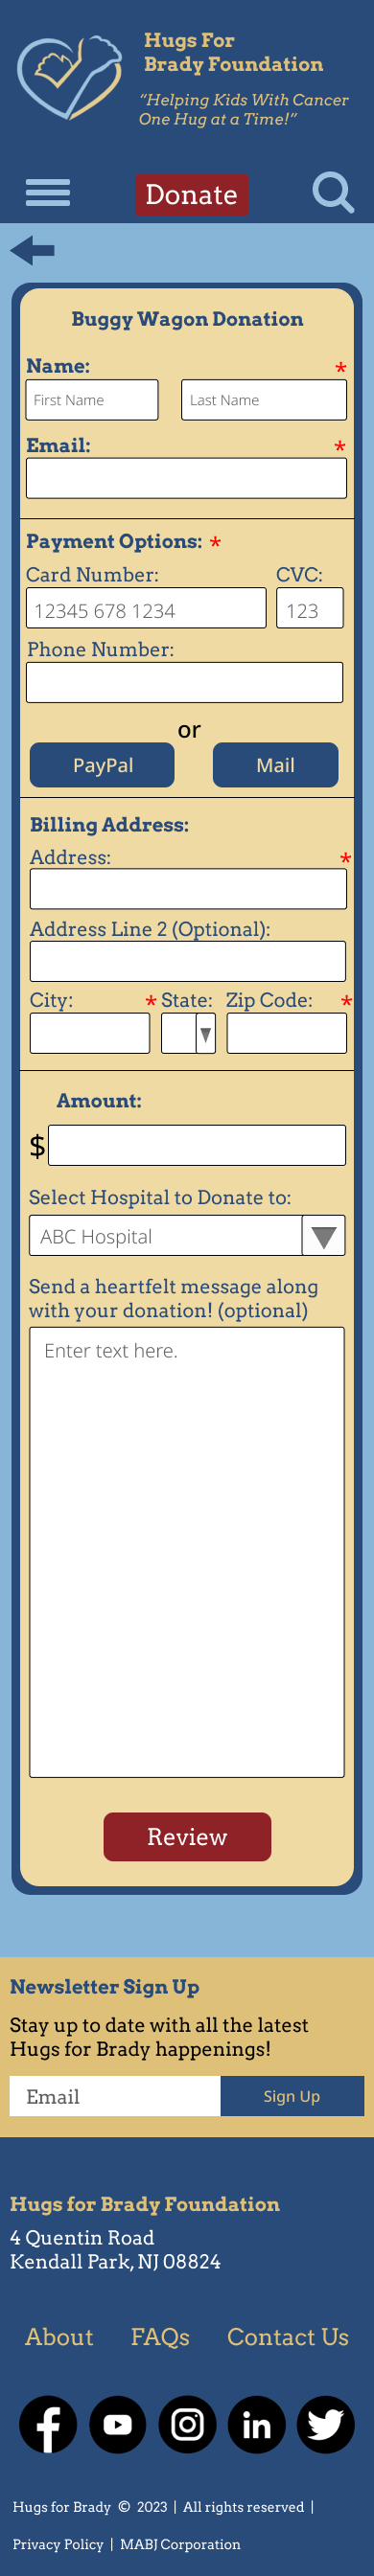 Hugs For
Brady Foundation
“Helping Kids With Cancer
One Hug at a Time!”
Donate
Buggy Wagon Donation
Name: *
First Name Last Name
Email: *
Payment Options: *
Card Number: CVC:
12345 678 1234 123
Phone Number:
or
PayPal Mail
Billing Address:
Address: *
Address Line 2 (Optional):
City: * State: Zip Code: *
Amount:
$
Select Hospital to Donate to:
ABC Hospital
Send a heartfelt message along
with your donation! (optional)
Enter text here.
Review
Newsletter Sign Up
Stay up to date with all the latest
Hugs for Brady happenings!
Email Sign Up
Hugs for Brady Foundation
4 Quentin Road
Kendall Park, NJ 08824
About FAQs Contact Us
Hugs for Brady © 2023 | All rights reserved |
Privacy Policy | MABJ Corporation